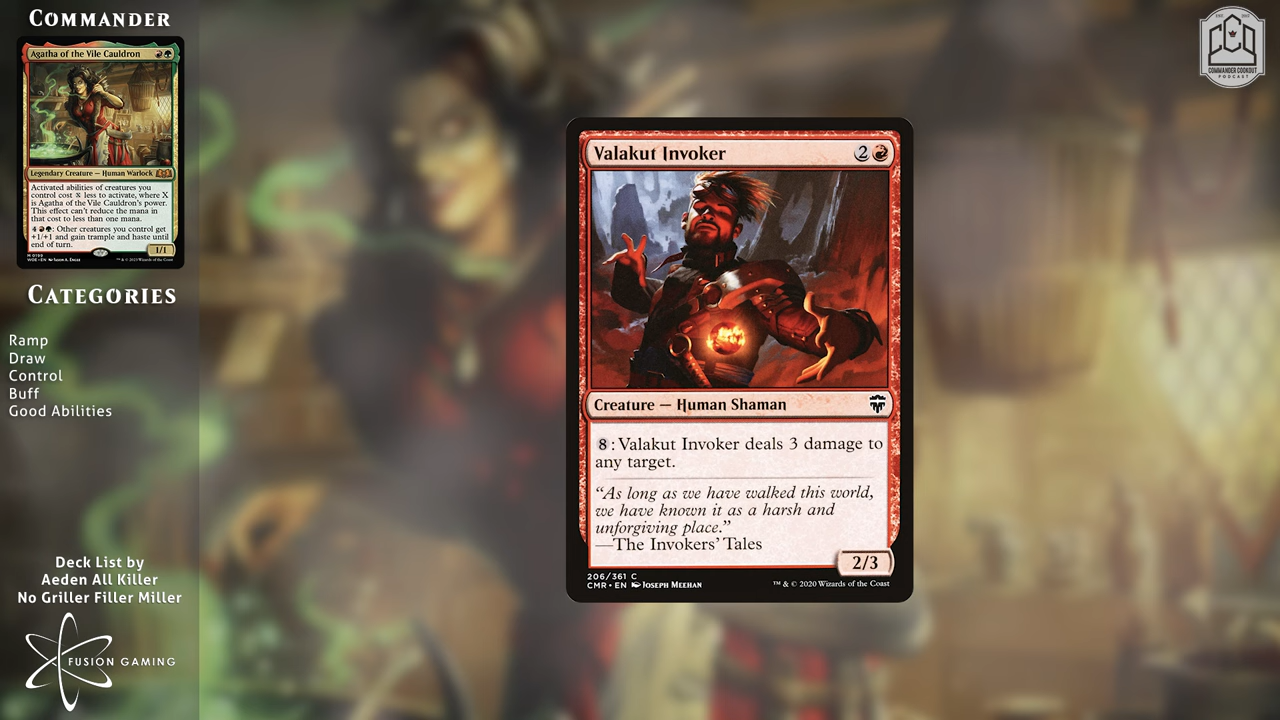 COMMANDER
Agatha of the Vile Cauldron
Legendary Creature — Human Warlock
Activated abilities of creatures you
control cost X less to activate, where X
is Agatha of the Vile Cauldron's power.
This effect can't reduce the mana in
that cost to less than one mana.
4: Other creatures you control get
+1/+1 and gain trample and haste until
end of turn.
1/1
CATEGORIES
Ramp
Draw
Control
Buff
Good Abilities
Deck List by
Aeden All Killer
No Griller Filler Miller
FUSION GAMING
Valakut Invoker 2
Creature — Human Shaman
8: Valakut Invoker deals 3 damage to
any target.
"As long as we have walked this world,
we have known it as a harsh and
unforgiving place."
—The Invokers' Tales
2/3
206/361 C
CMR • EN JOSEPH MEEHAN
™ & © 2020 Wizards of the Coast
CCO
COMMANDER COOKOUT
PODCAST